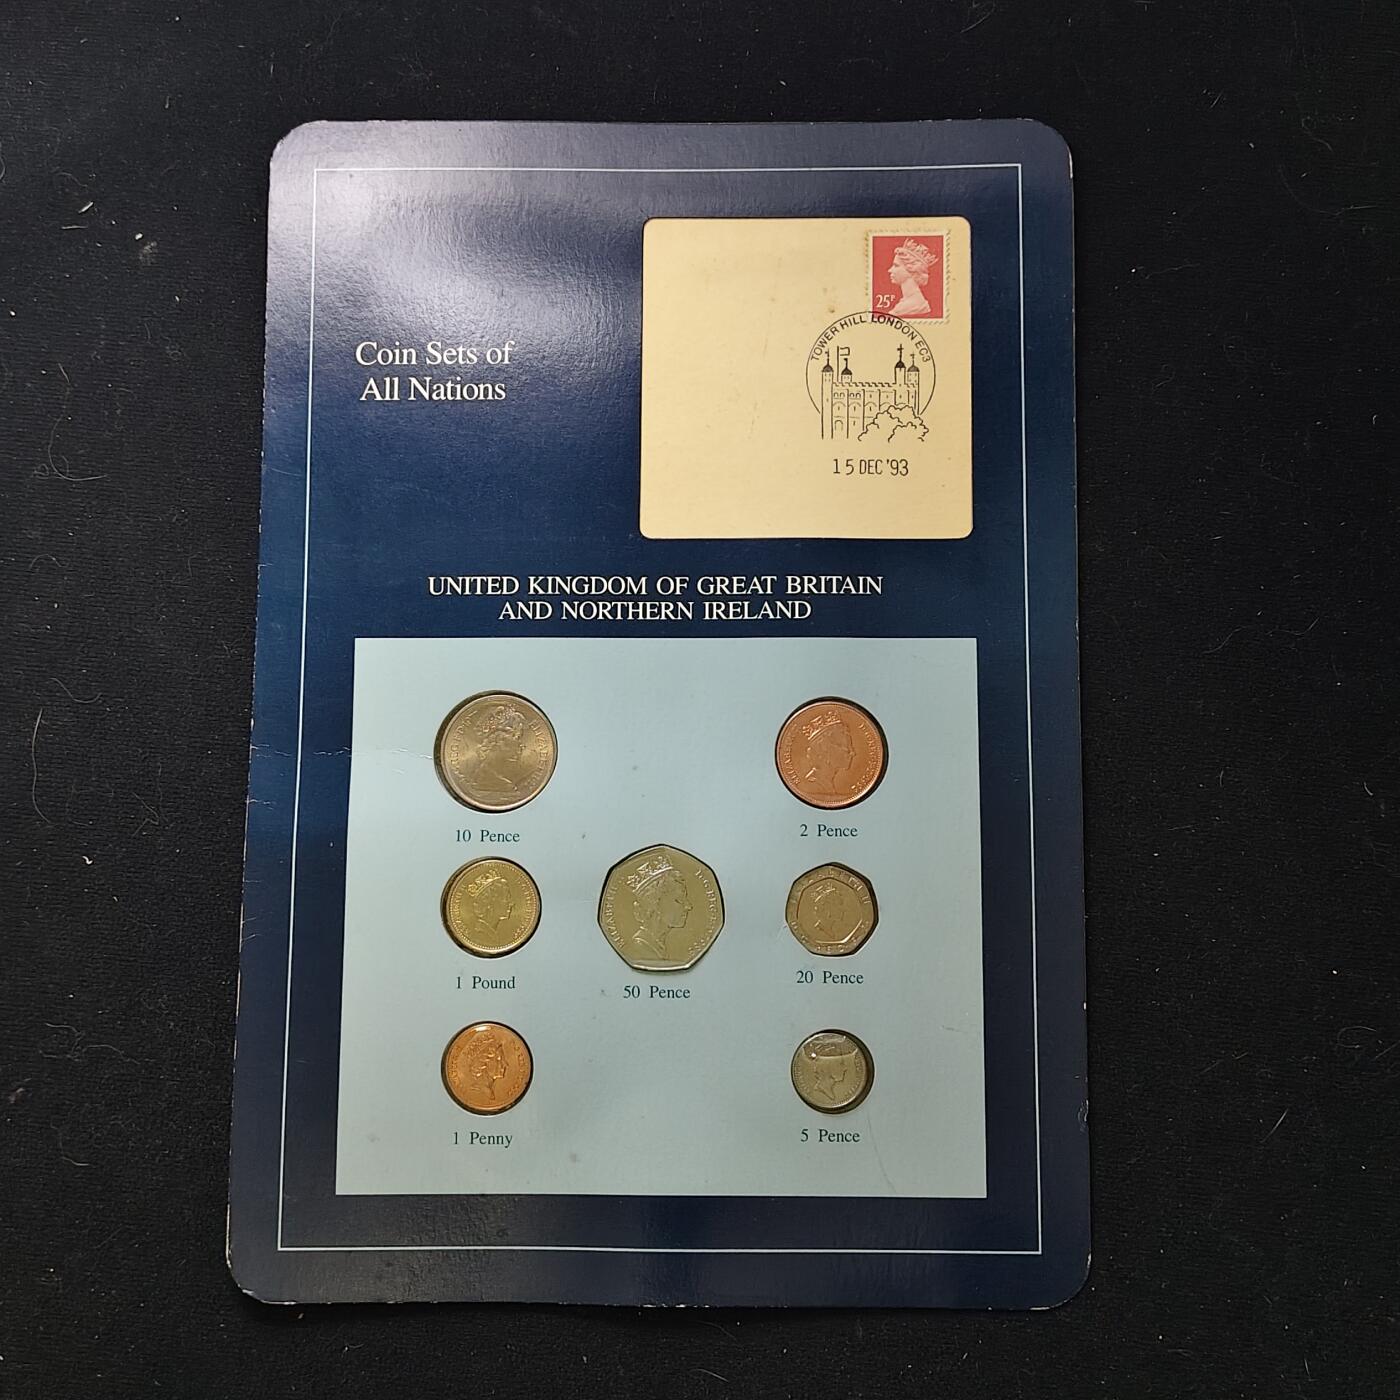 Coin Sets of
All Nations
25P
TOWER HILL LONDON EC3
15 DEC '93
UNITED KINGDOM OF GREAT BRITAIN
AND NORTHERN IRELAND
10 Pence
2 Pence
1 Pound
50 Pence
20 Pence
1 Penny
5 Pence